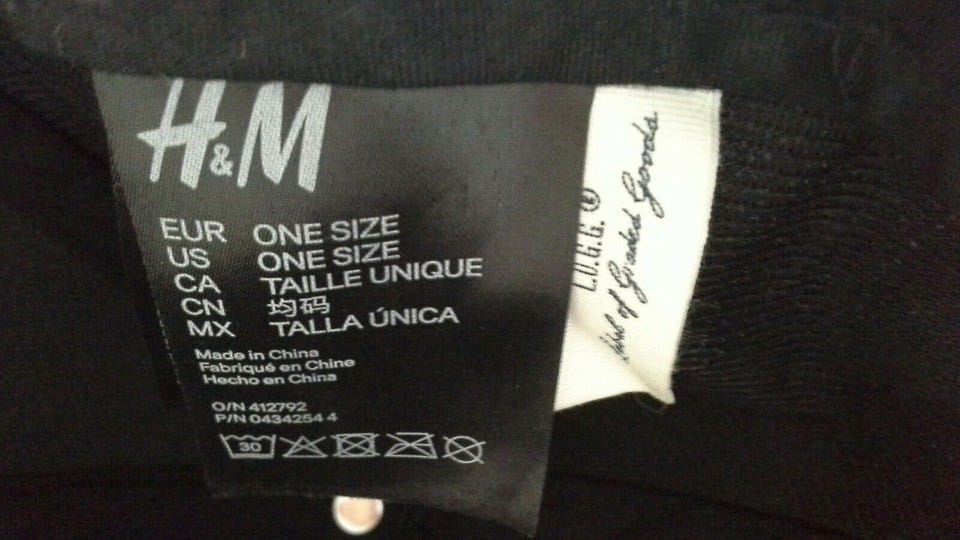 H&M
EUR ONE SIZE
US ONE SIZE
CA TAILLE UNIQUE
CN 均码
MX TALLA ÚNICA
Made in China
Fabriqué en Chine
Hecho en China
O/N 412792
P/N 0434254 4
30
L.O.G.G. ®
label of Graded Goods